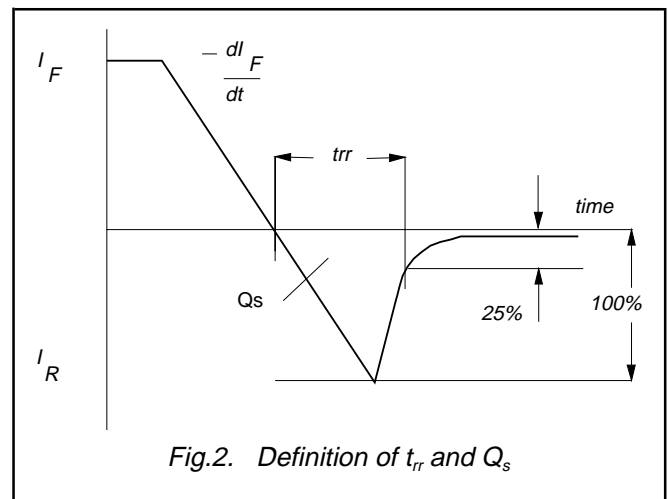 I F
- dI F
dt
trr
time
Qs
25%
100%
I R
Fig.2. Definition of trr and Qs